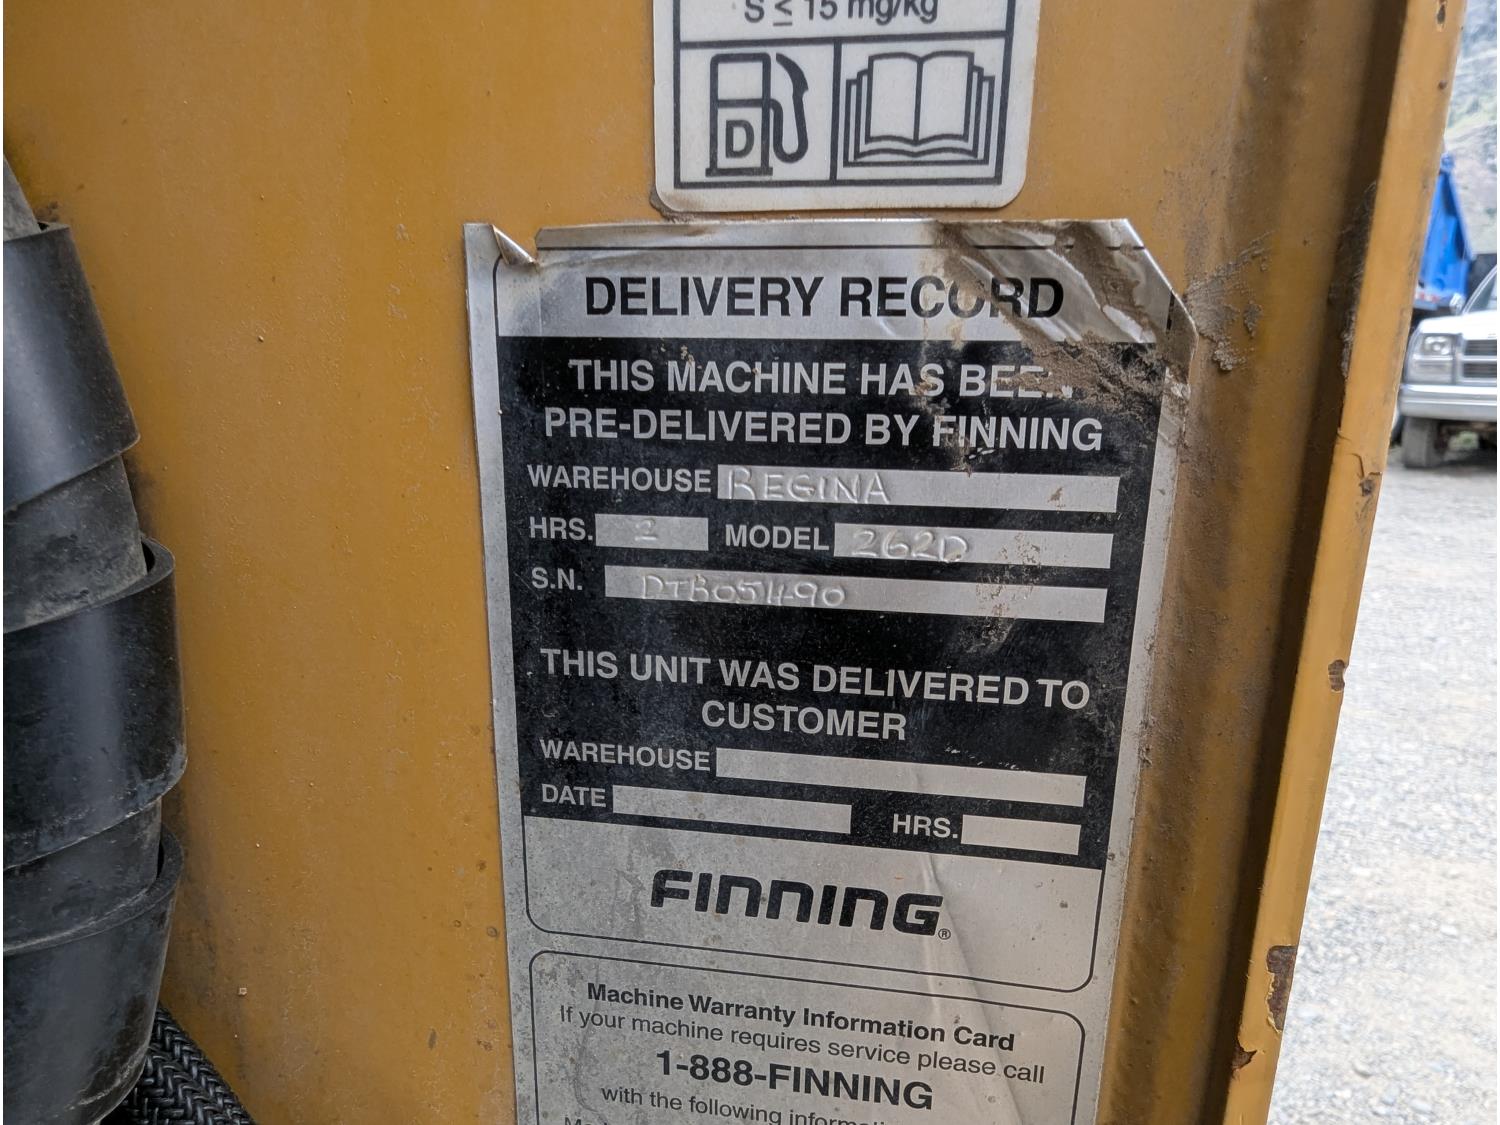 S ≤ 15 mg/kg
D
DELIVERY RECORD
THIS MACHINE HAS BEEN
PRE-DELIVERED BY FINNING
WAREHOUSE REGINA
HRS. 2 MODEL 262D
S.N. DTB05490
THIS UNIT WAS DELIVERED TO
CUSTOMER
WAREHOUSE
DATE HRS.
FINNING®
Machine Warranty Information Card
If your machine requires service please call
1-888-FINNING
with the following